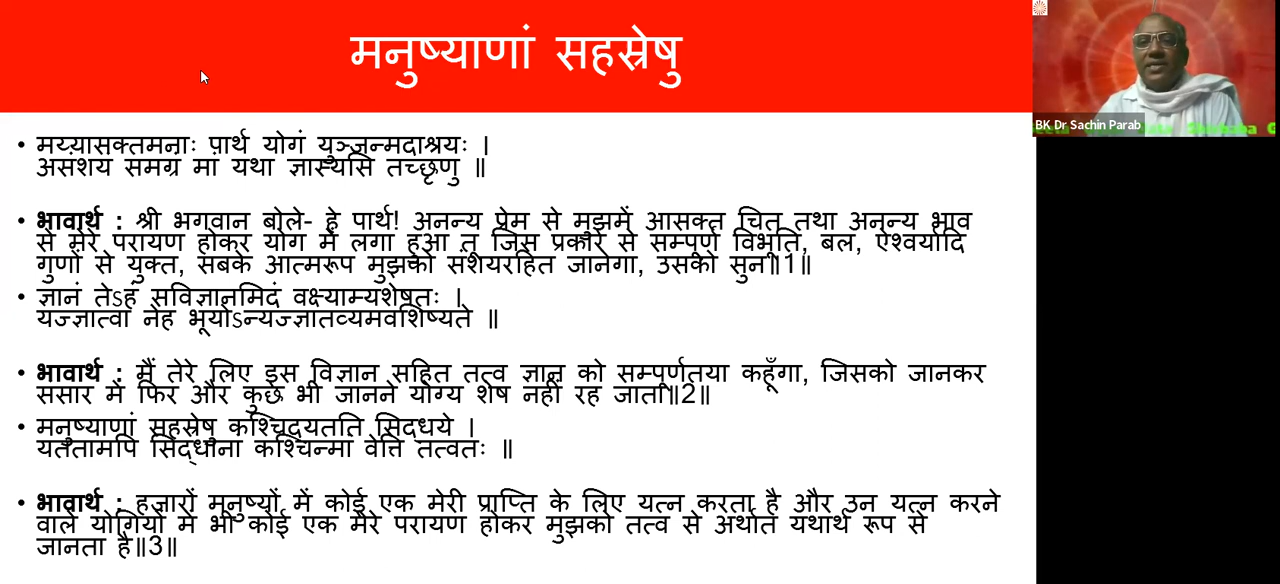 मनुष्याणां सहस्रेषु
BK Dr Sachin Parab
• मय्यासक्तमनाः पार्थ योगं युञ्जन्मदाश्रयः ।
असंशयं समग्रं मां यथा ज्ञास्यसि तच्छृणु ॥
• भावार्थ : श्री भगवान बोले- हे पार्थ! अनन्य प्रेम से मुझमें आसक्त चित तथा अनन्य भाव
से मेरे परायण होकर योग में लगा हुआ तू जिस प्रकार से सम्पूर्ण विभूति, बल, ऐश्वर्यादि
गुणों से युक्त, सबके आत्मरूप मुझको संशयरहित जानेगा, उसको सुन॥1॥
• ज्ञानं तेऽहं सविज्ञानमिदं वक्ष्याम्यशेषतः ।
यज्ज्ञात्वा नेह भूयोऽन्यज्ज्ञातव्यमवशिष्यते ॥
• भावार्थ : मैं तेरे लिए इस विज्ञान सहित तत्व ज्ञान को सम्पूर्णतया कहूँगा, जिसको जानकर
संसार में फिर और कुछ भी जानने योग्य शेष नहीं रह जाता॥2॥
• मनुष्याणां सहस्रेषु कश्चिद्यतति सिद्धये ।
यततामपि सिद्धानां कश्चिन्मां वेत्ति तत्वतः ॥
• भावार्थ : हजारों मनुष्यों में कोई एक मेरी प्राप्ति के लिए यत्न करता है और उन यत्न करने
वाले योगियों में भी कोई एक मेरे परायण होकर मुझको तत्व से अर्थात यथार्थ रूप से
जानता है॥3॥